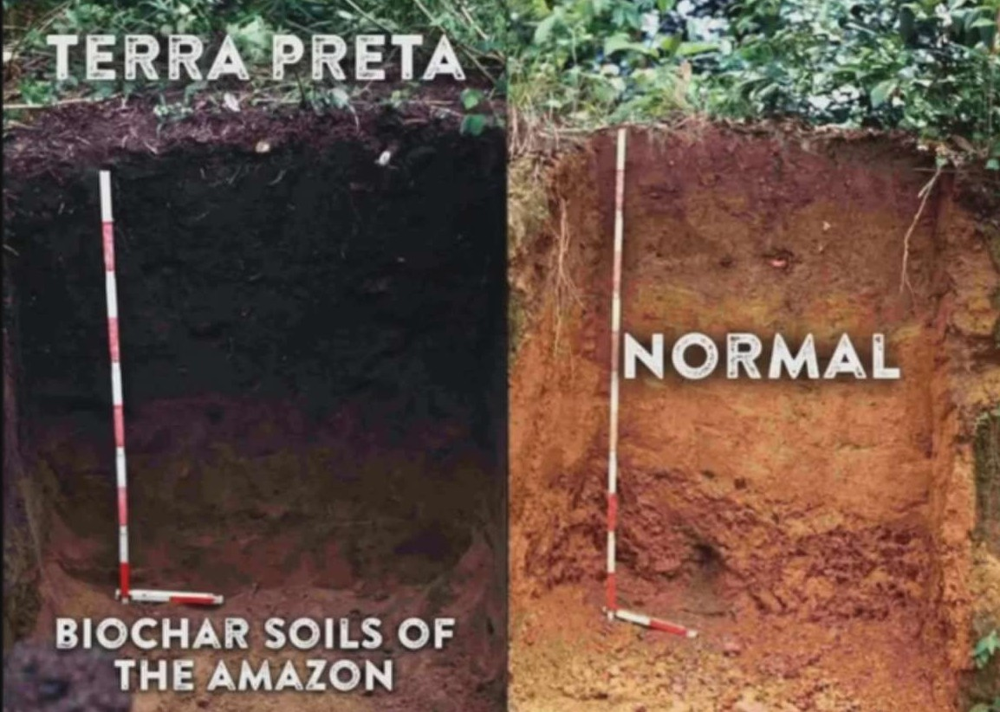 TERRA PRETA
NORMAL
BIOCHAR SOILS OF
THE AMAZON